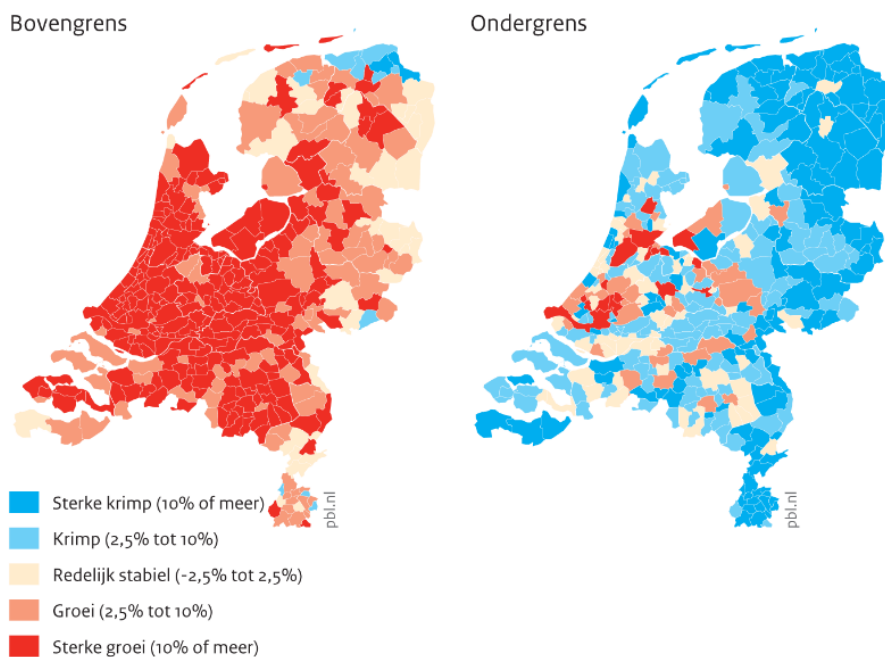 Bovengrens
Ondergrens
Sterke krimp (10% of meer)
Krimp (2,5% tot 10%)
Redelijk stabiel (-2,5% tot 2,5%)
Groei (2,5% tot 10%)
Sterke groei (10% of meer)
pbl.nl
pbl.nl